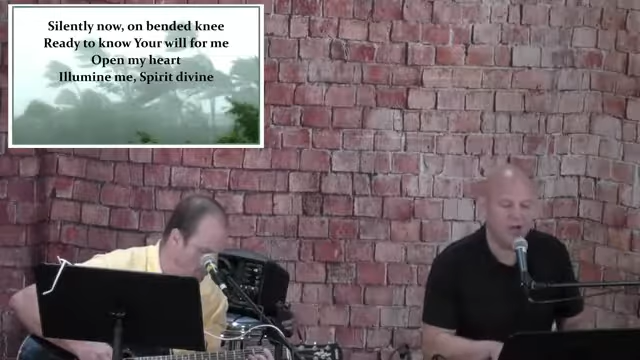 Silently now, on bended knee
Ready to know Your will for me
Open my heart
Illumine me, Spirit divine